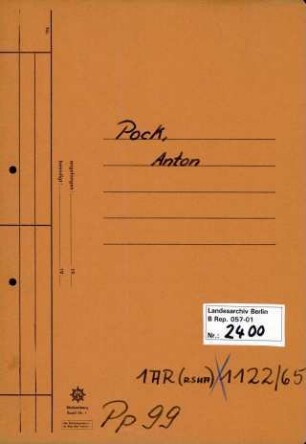 Pock,
Anton
Landesarchiv Berlin
B Rep. 057-01
Nr.: 2400
1 AR (RSHA) 1122/65
Pp 99